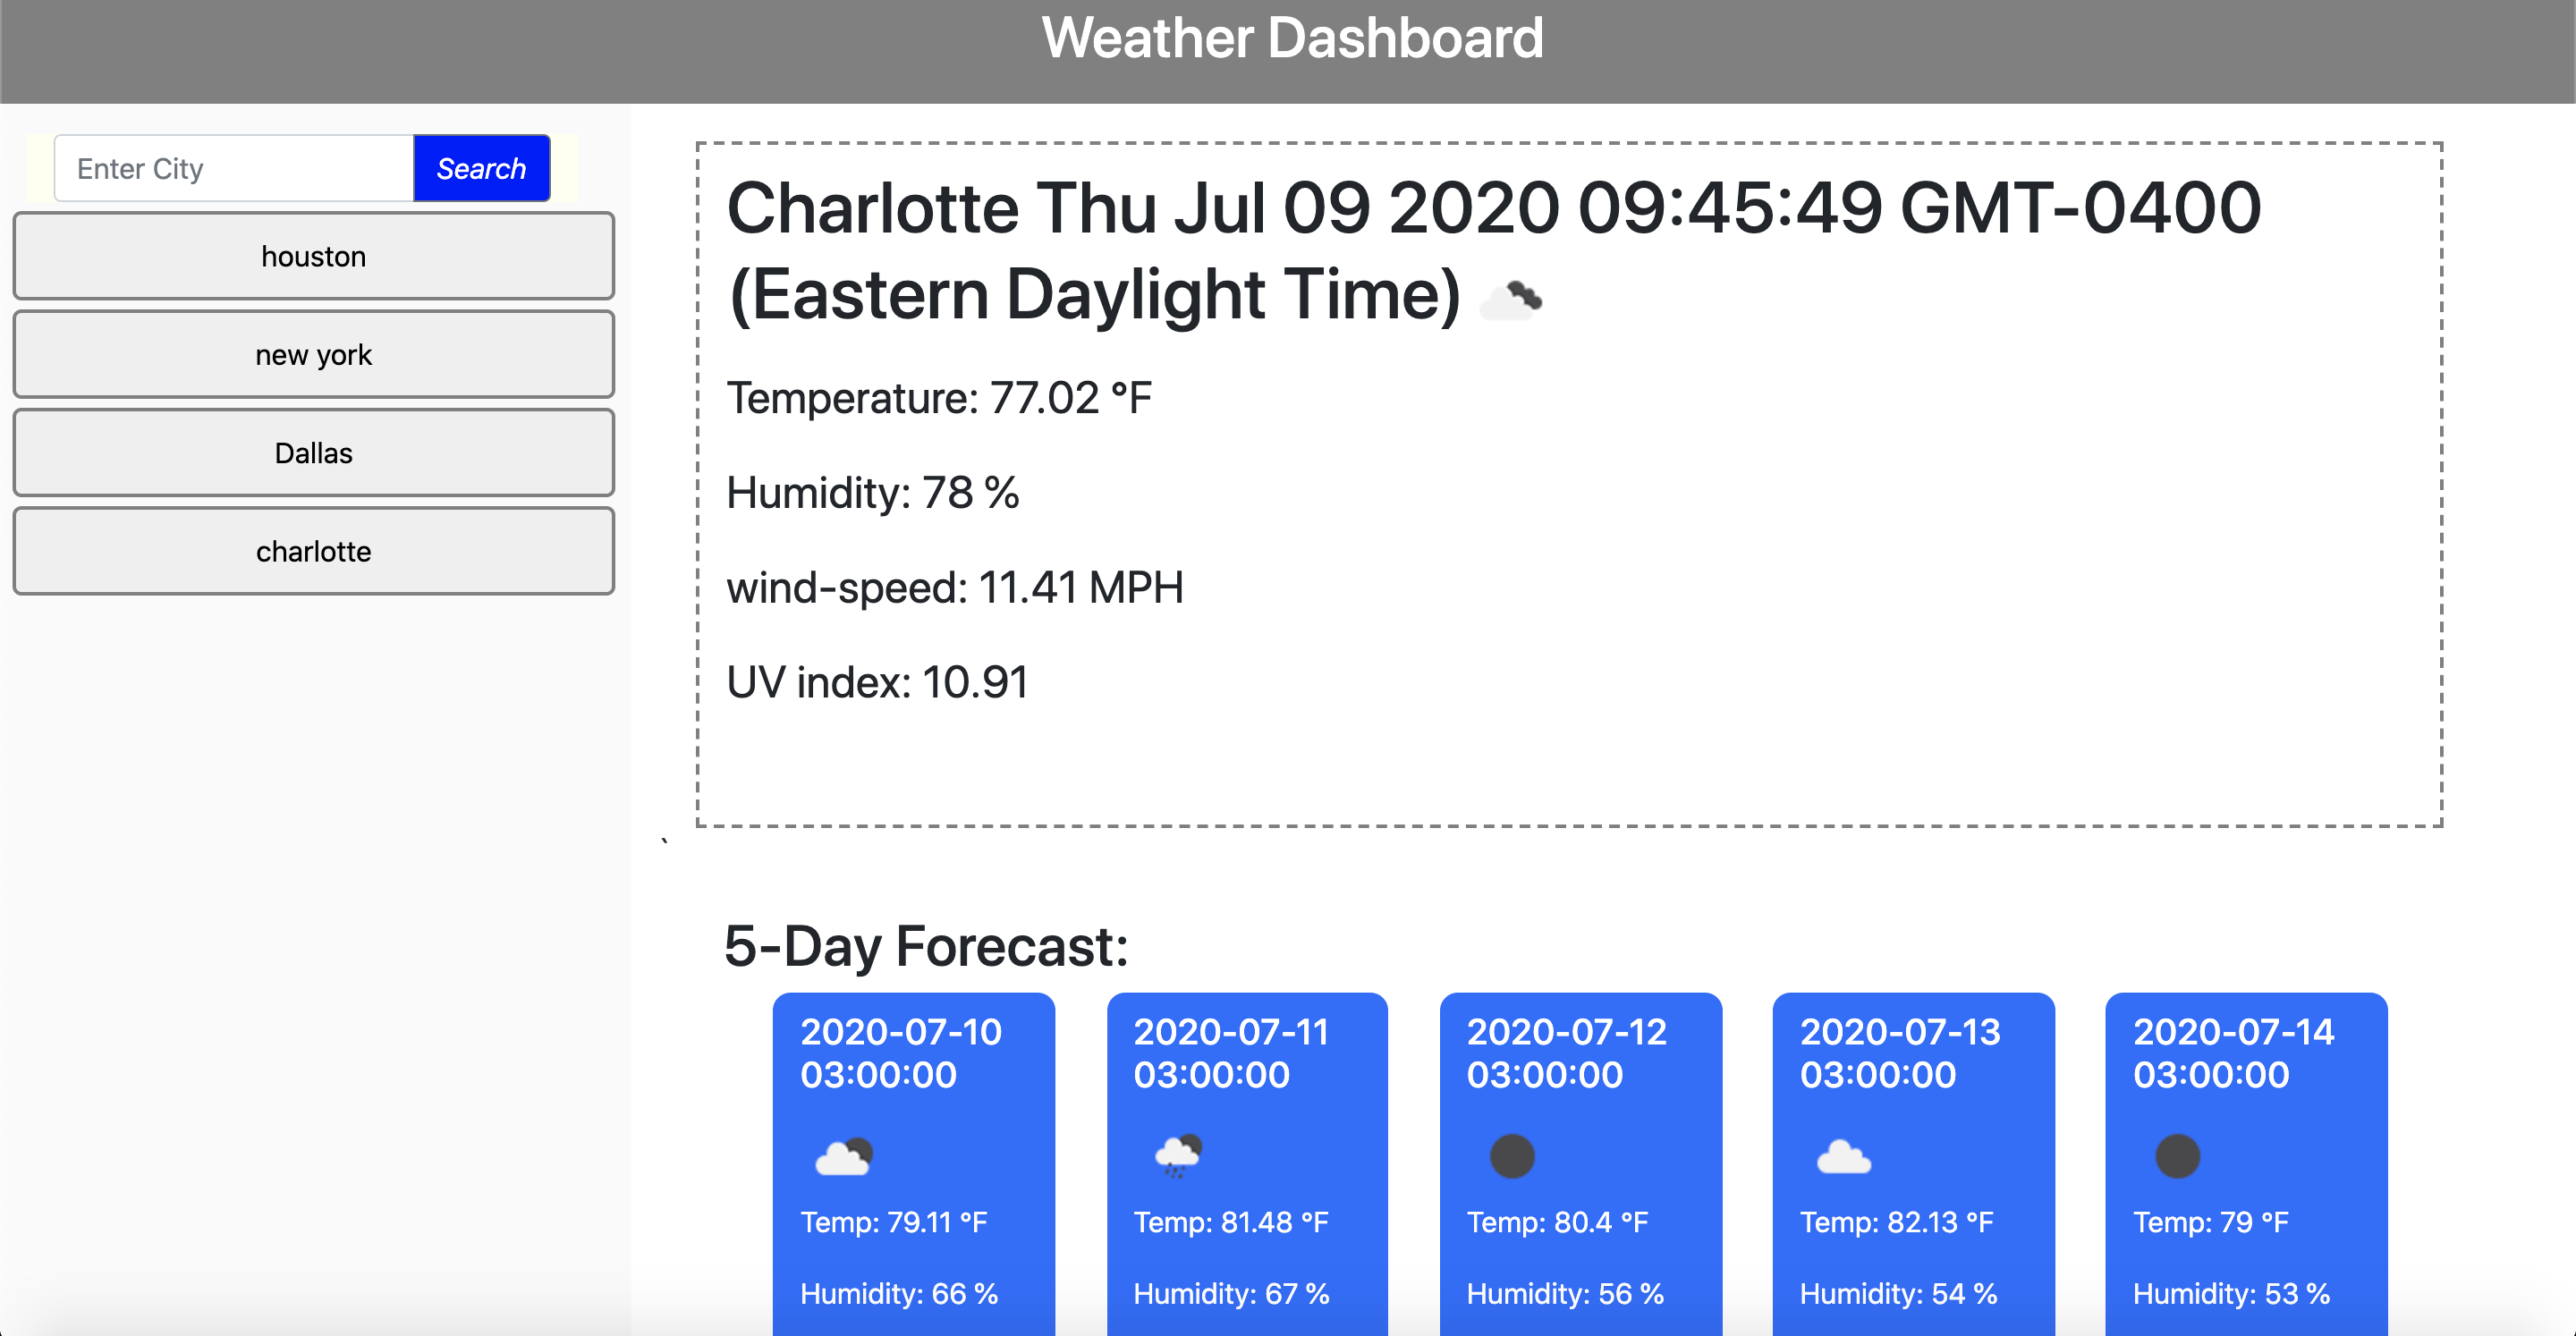 Weather Dashboard
Enter City
Search
houston
new york
Dallas
charlotte
Charlotte Thu Jul 09 2020 09:45:49 GMT-0400
(Eastern Daylight Time)
Temperature: 77.02 °F
Humidity: 78 %
wind-speed: 11.41 MPH
UV index: 10.91
`
5-Day Forecast:
2020-07-10
03:00:00
Temp: 79.11 °F
Humidity: 66 %
2020-07-11
03:00:00
Temp: 81.48 °F
Humidity: 67 %
2020-07-12
03:00:00
Temp: 80.4 °F
Humidity: 56 %
2020-07-13
03:00:00
Temp: 82.13 °F
Humidity: 54 %
2020-07-14
03:00:00
Temp: 79 °F
Humidity: 53 %